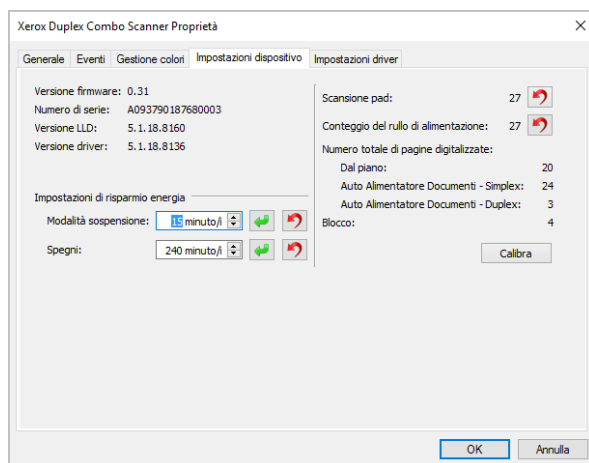 Xerox Duplex Combo Scanner Proprietà
Generale Eventi Gestione colori Impostazioni dispositivo Impostazioni driver
Versione firmware: 0.31
Numero di serie: A093790187680003
Versione LLD: 5.1.18.8160
Versione driver: 5.1.18.8136
Impostazioni di risparmio energia
Modalità sospensione: 15 minuto/i
Spegni: 240 minuto/i
Scansione pad: 27
Conteggio del rullo di alimentazione: 27
Numero totale di pagine digitalizzate:
Dal piano: 20
Auto Alimentatore Documenti - Simplex: 24
Auto Alimentatore Documenti - Duplex: 3
Blocco: 4
Calibra
OK Annulla